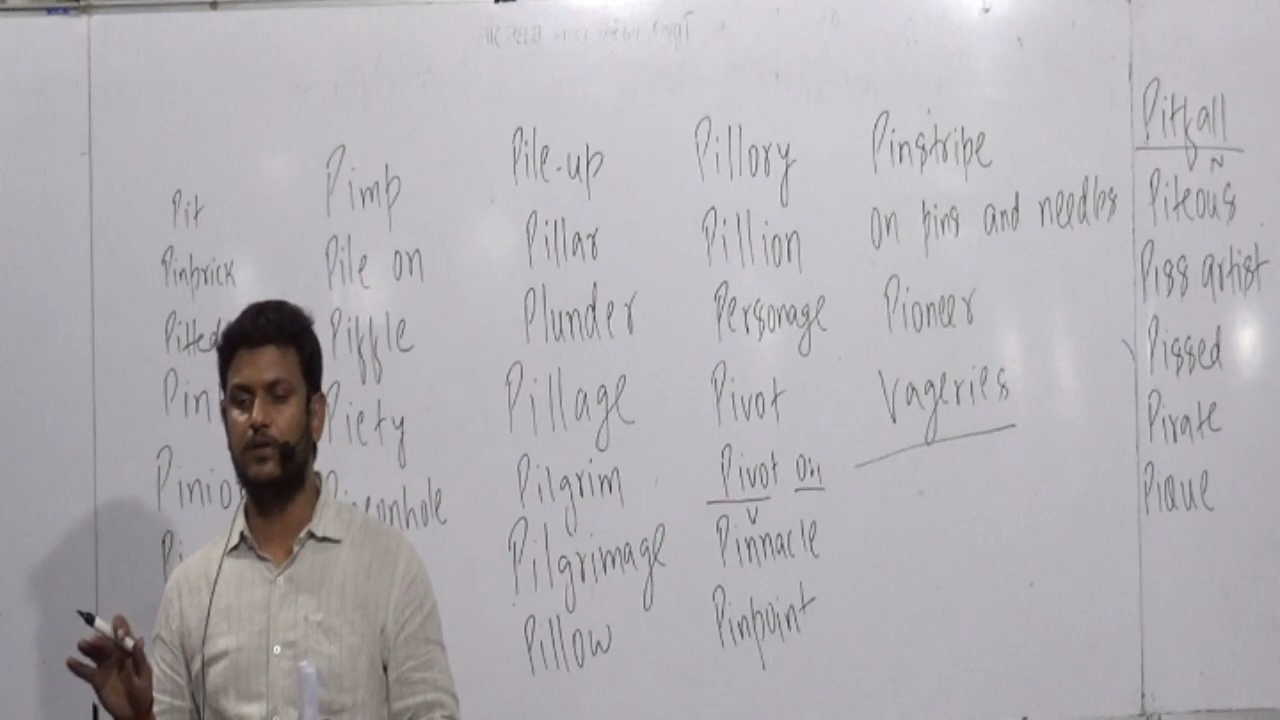 Pit
Pinprick
Pitted
Pimp
Pile on
Piffle
Piety
Pile-up
Pillar
Plunder
Pillage
Pilgrim
Pilgrimage
Pillow
Pillory
Pillion
Personage
Pivot
Pivot on
Pinnacle
Pinpoint
Pinstripe
on pins and needles
Pioneer
Vageries
Pitfall
Piteous
Piss artist
Pissed
Pirate
Pique